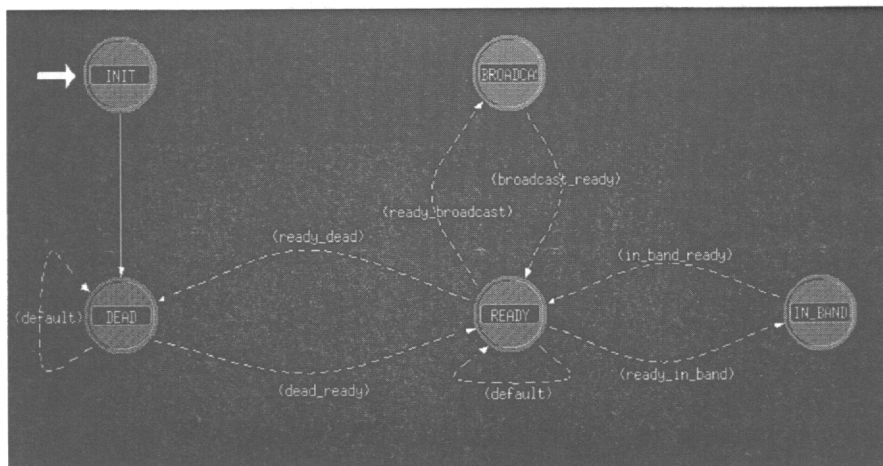 INIT
BROADCA
(broadcast_ready)
(ready_broadcast)
(ready_dead)
(in_band_ready)
(default)
DEAD
READY
IN_BAND
(dead_ready)
(default)
(ready_in_band)